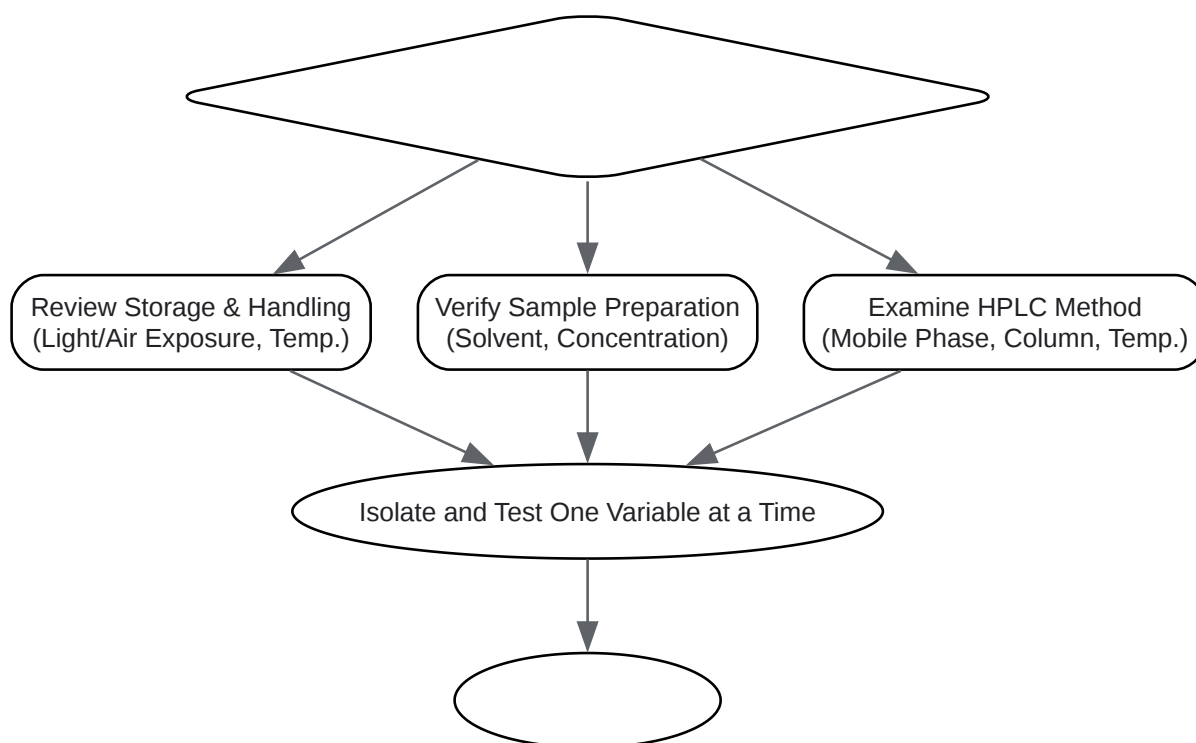 Review Storage & Handling
(Light/Air Exposure, Temp.)
Verify Sample Preparation
(Solvent, Concentration)
Examine HPLC Method
(Mobile Phase, Column, Temp.)
Isolate and Test One Variable at a Time